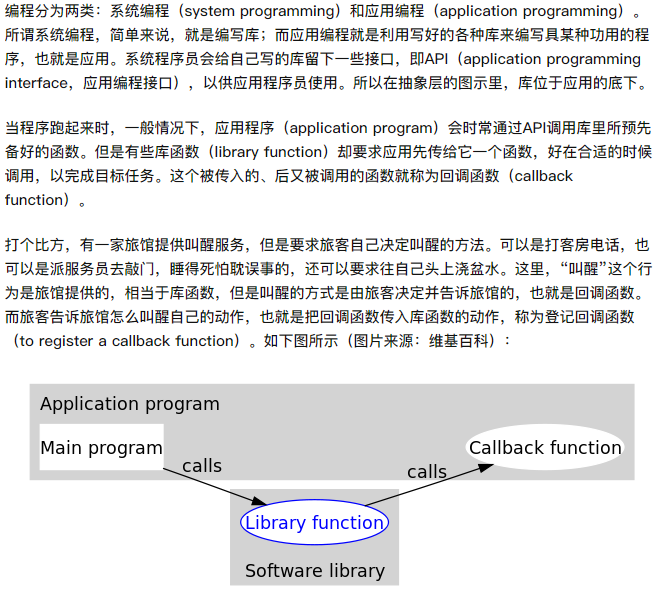 编程分为两类：系统编程（system programming）和应用编程（application programming）。
所谓系统编程，简单来说，就是编写库；而应用编程就是利用写好的各种库来编写具某种功用的程
序，也就是应用。系统程序员会给自己写的库留下一些接口，即API（application programming
interface，应用编程接口），以供应用程序员使用。所以在抽象层的图示里，库位于应用的底下。
当程序跑起来时，一般情况下，应用程序（application program）会时常通过API调用库里所预先
备好的函数。但是有些库函数（library function）却要求应用先传给它一个函数，好在合适的时候
调用，以完成目标任务。这个被传入的、后又被调用的函数就称为回调函数（callback
function）。
打个比方，有一家旅馆提供叫醒服务，但是要求旅客自己决定叫醒的方法。可以是打客房电话，也
可以是派服务员去敲门，睡得死怕耽误事的，还可以要求往自己头上浇盆水。这里，“叫醒”这个行
为是旅馆提供的，相当于库函数，但是叫醒的方式是由旅客决定并告诉旅馆的，也就是回调函数。
而旅客告诉旅馆怎么叫醒自己的动作，也就是把回调函数传入库函数的动作，称为登记回调函数
（to register a callback function）。如下图所示（图片来源：维基百科）：
Application program
Main program
Callback function
calls
calls
Library function
Software library